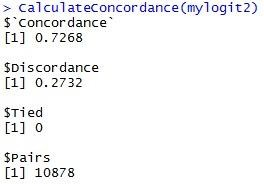 > CalculateConcordance(mylogit2)
$`Concordance`
[1] 0.7268
$Discordance
[1] 0.2732
$Tied
[1] 0
$Pairs
[1] 10878